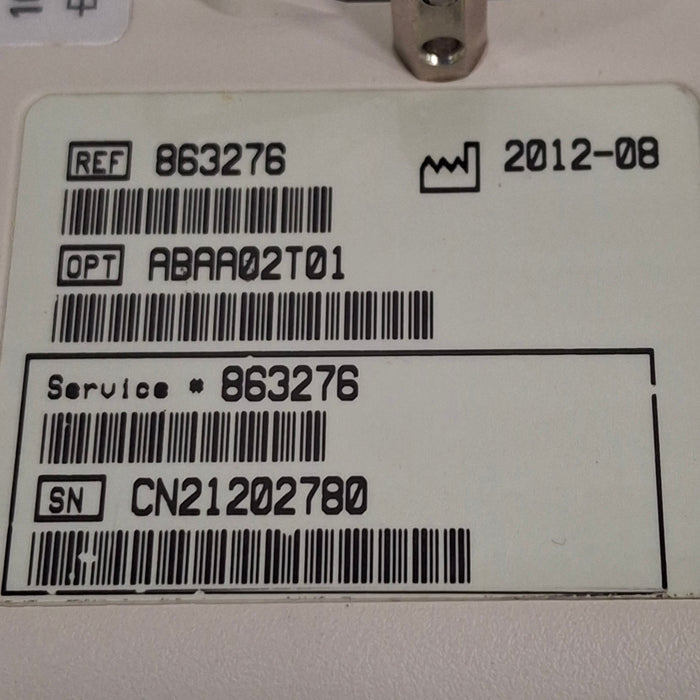 REF 863276
2012-08
OPT ABAA02T01
Service # 863276
SN CN21202780